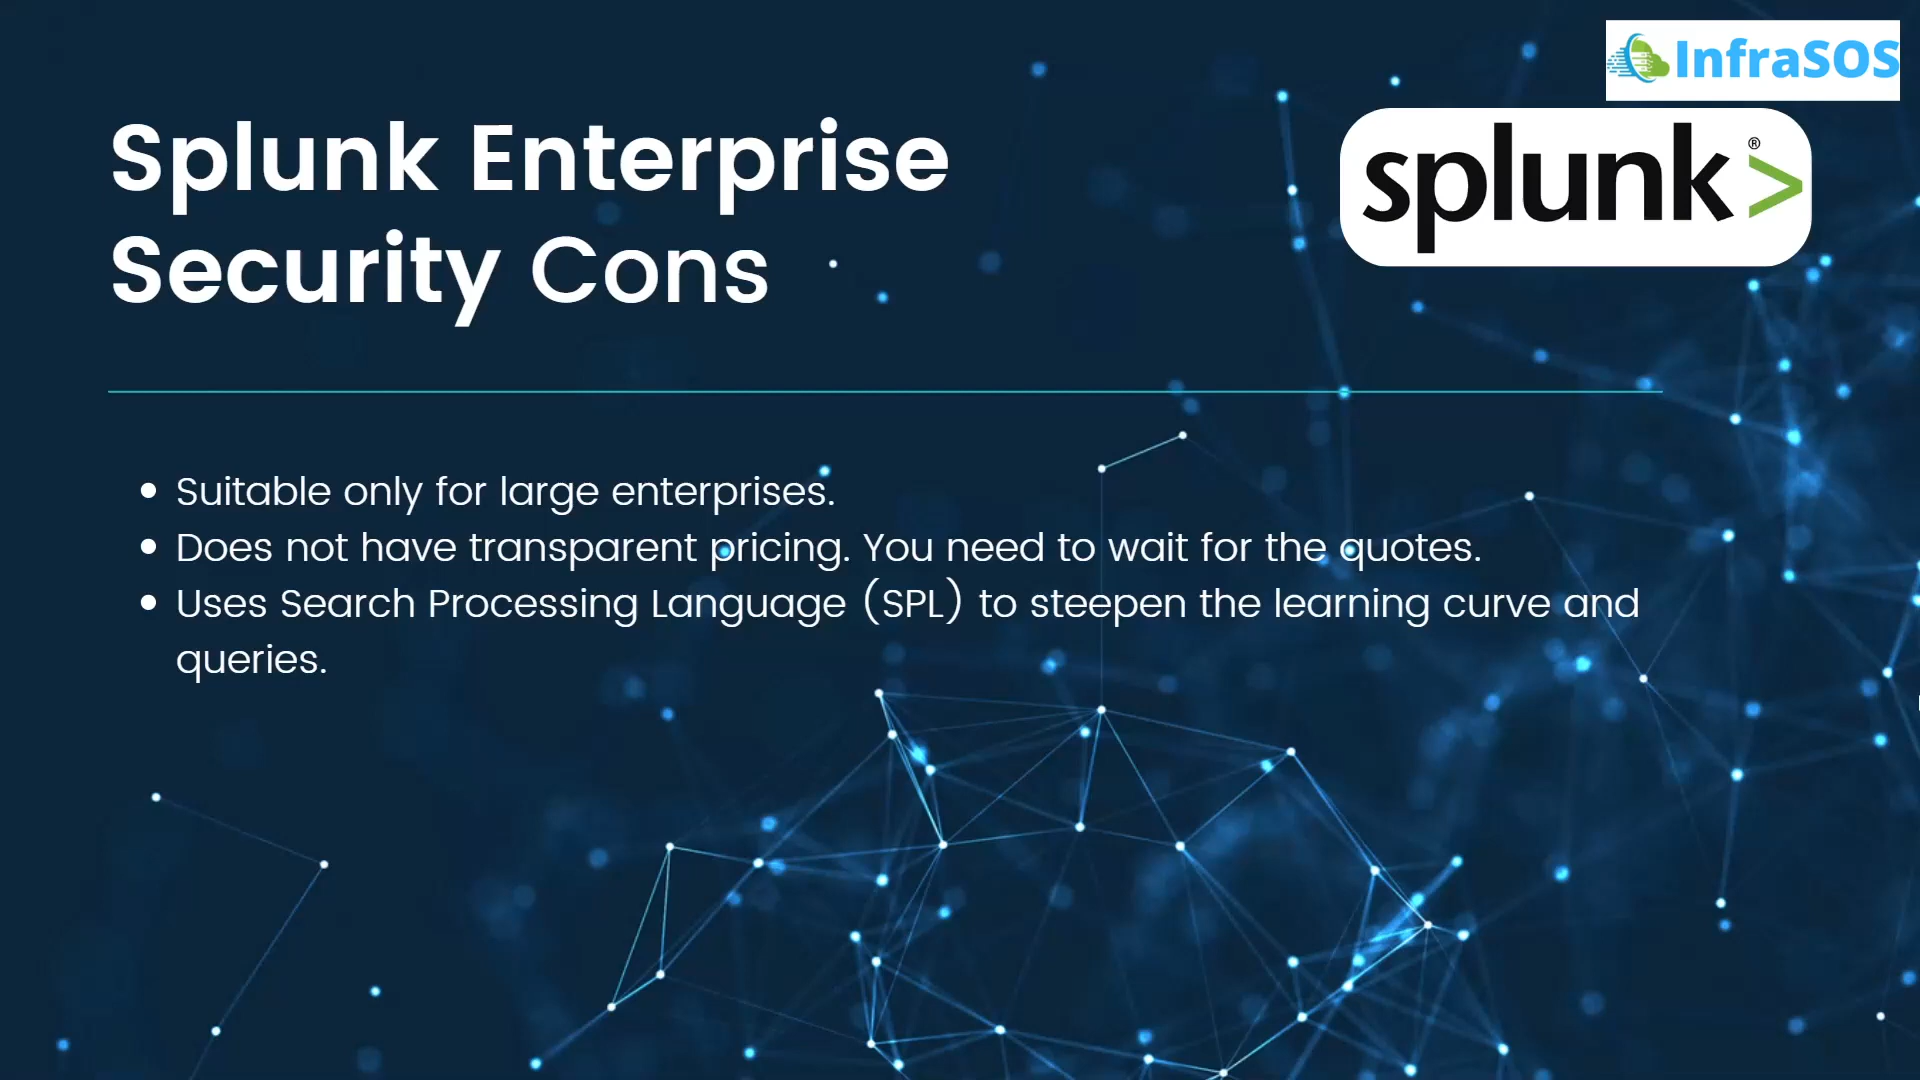 InfraSOS
splunk>®
Splunk Enterprise
Security Cons
• Suitable only for large enterprises.
• Does not have transparent pricing. You need to wait for the quotes.
• Uses Search Processing Language (SPL) to steepen the learning curve and
queries.